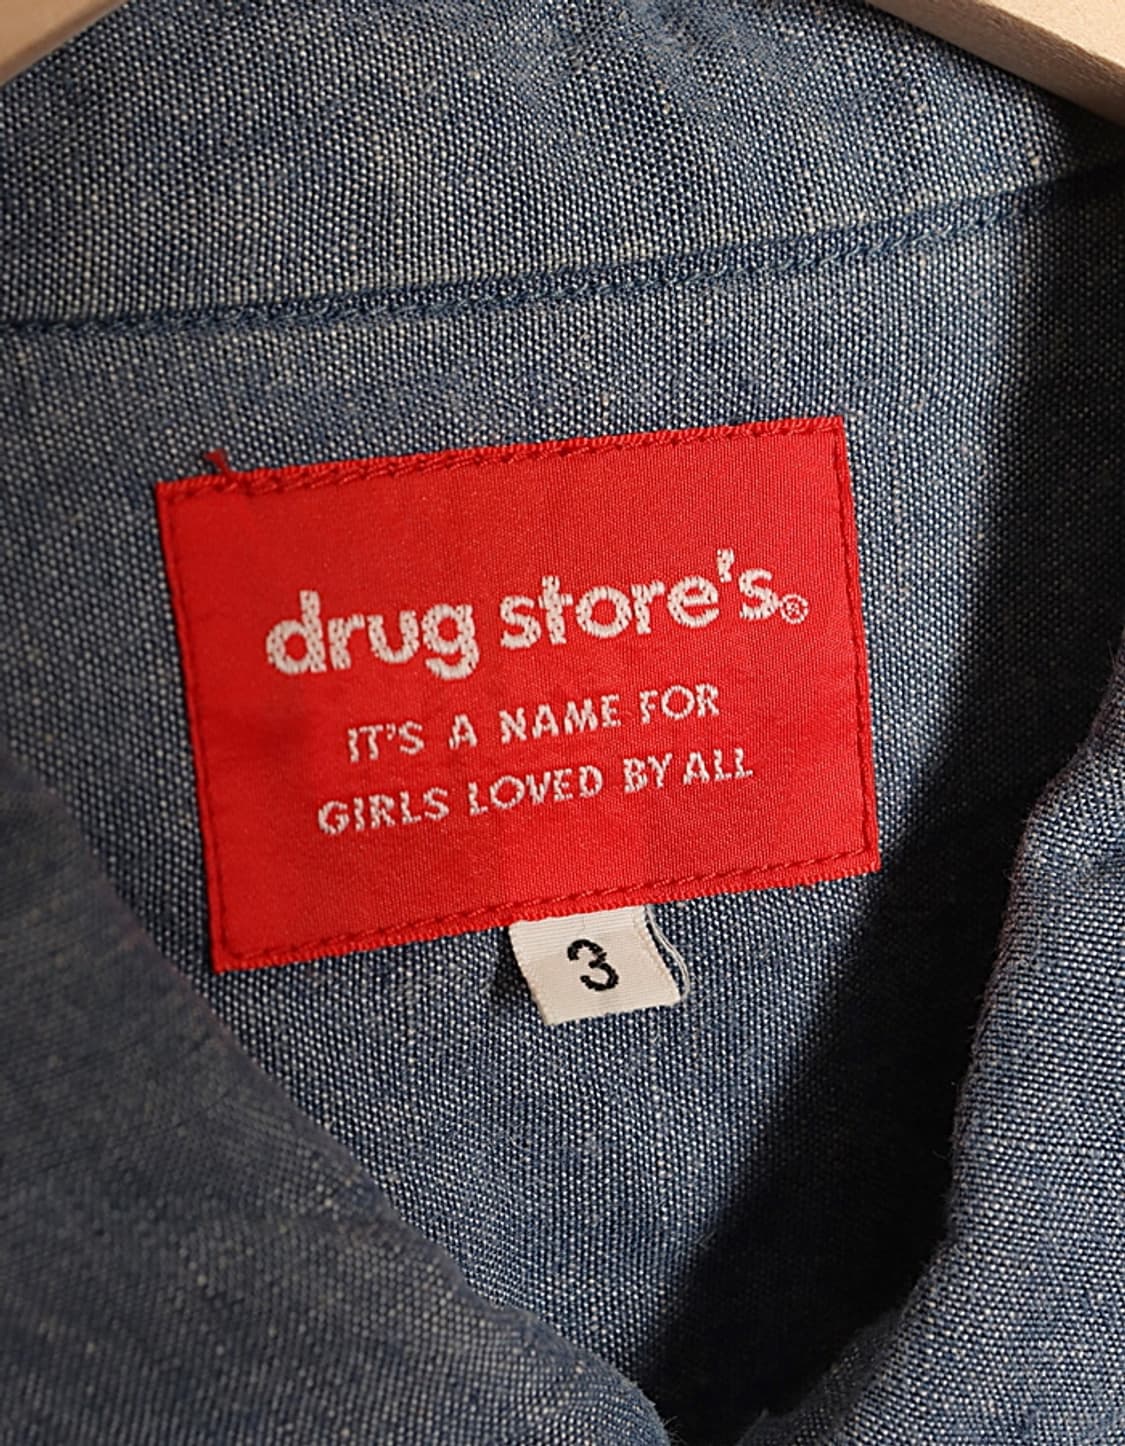 drug store's®
IT'S A NAME FOR
GIRLS LOVED BY ALL
3